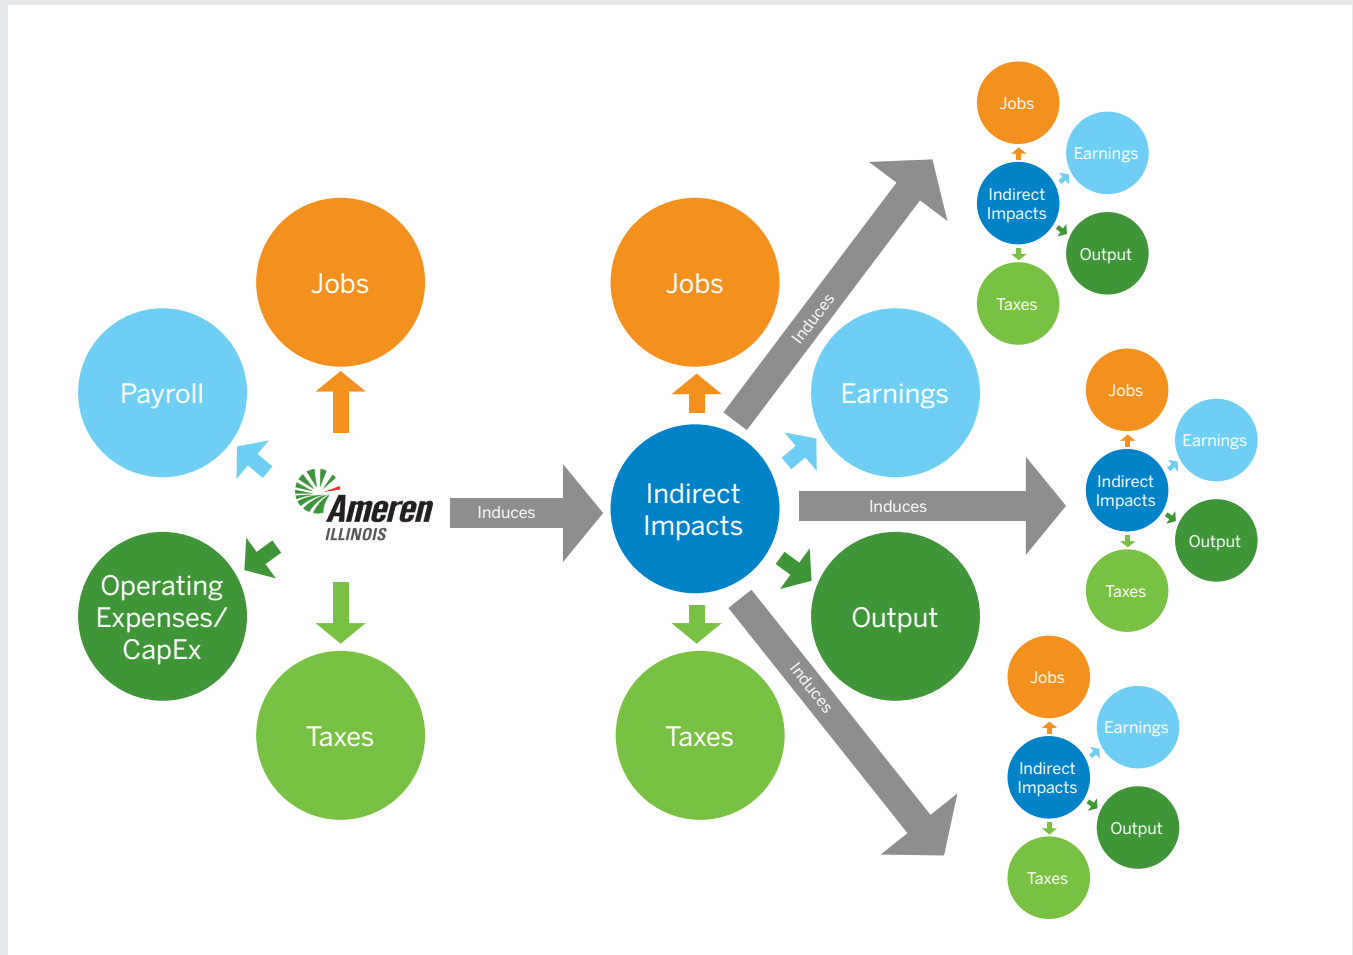 Jobs
Payroll
Ameren
ILLINOIS
Operating
Expenses/
CapEx
Taxes
Induces
Jobs
Earnings
Indirect
Impacts
Output
Taxes
Induces
Induces
Induces
Jobs
Earnings
Indirect
Impacts
Output
Taxes
Jobs
Earnings
Indirect
Impacts
Output
Taxes
Jobs
Earnings
Indirect
Impacts
Output
Taxes